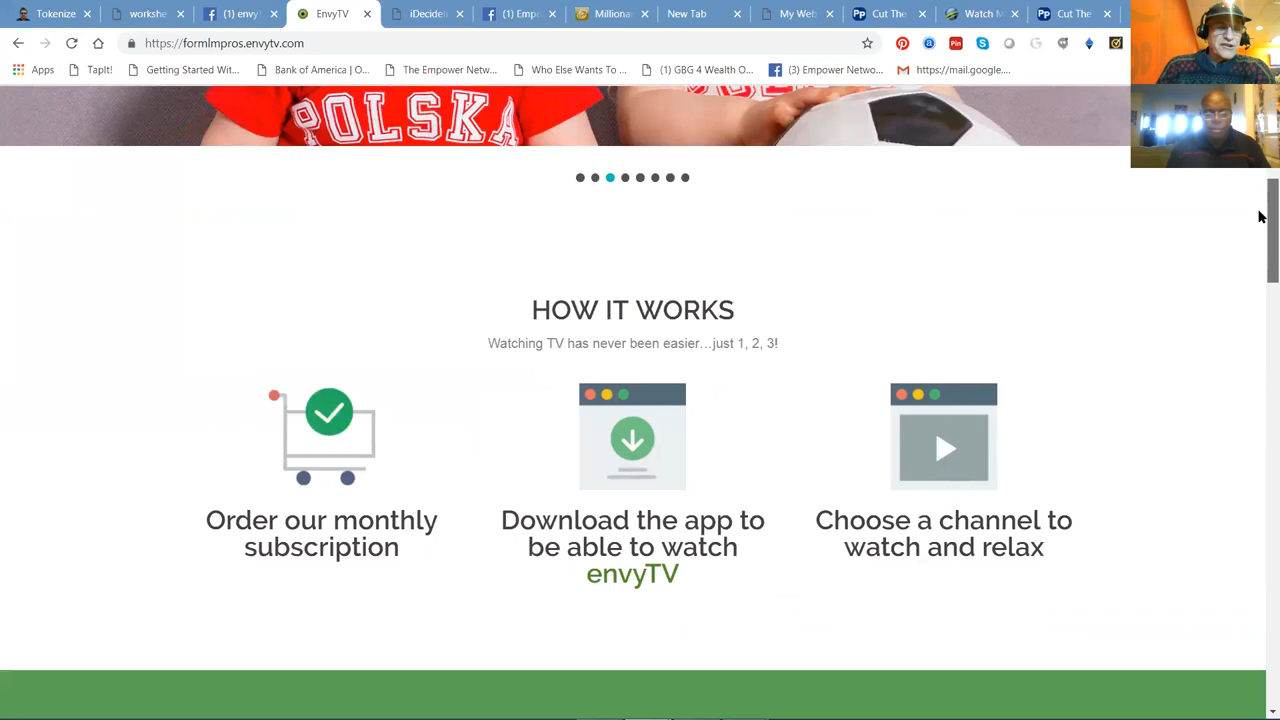 Tokenize
workshe
(1) envy!
EnvyTV
iDecideI
(1) Emp
Millionar
New Tab
My Web
Cut The
Watch M
Cut The
https://formlmpros.envytv.com
Apps
TapIt!
Getting Started Wit...
Bank of America | O...
The Empower Netw...
Who Else Wants To ...
(1) GBG 4 Wealth O...
(3) Empower Netwo...
https://mail.google....
POLSKA
HOW IT WORKS
Watching TV has never been easier…just 1, 2, 3!
Order our monthly
subscription
Download the app to
be able to watch
envyTV
Choose a channel to
watch and relax